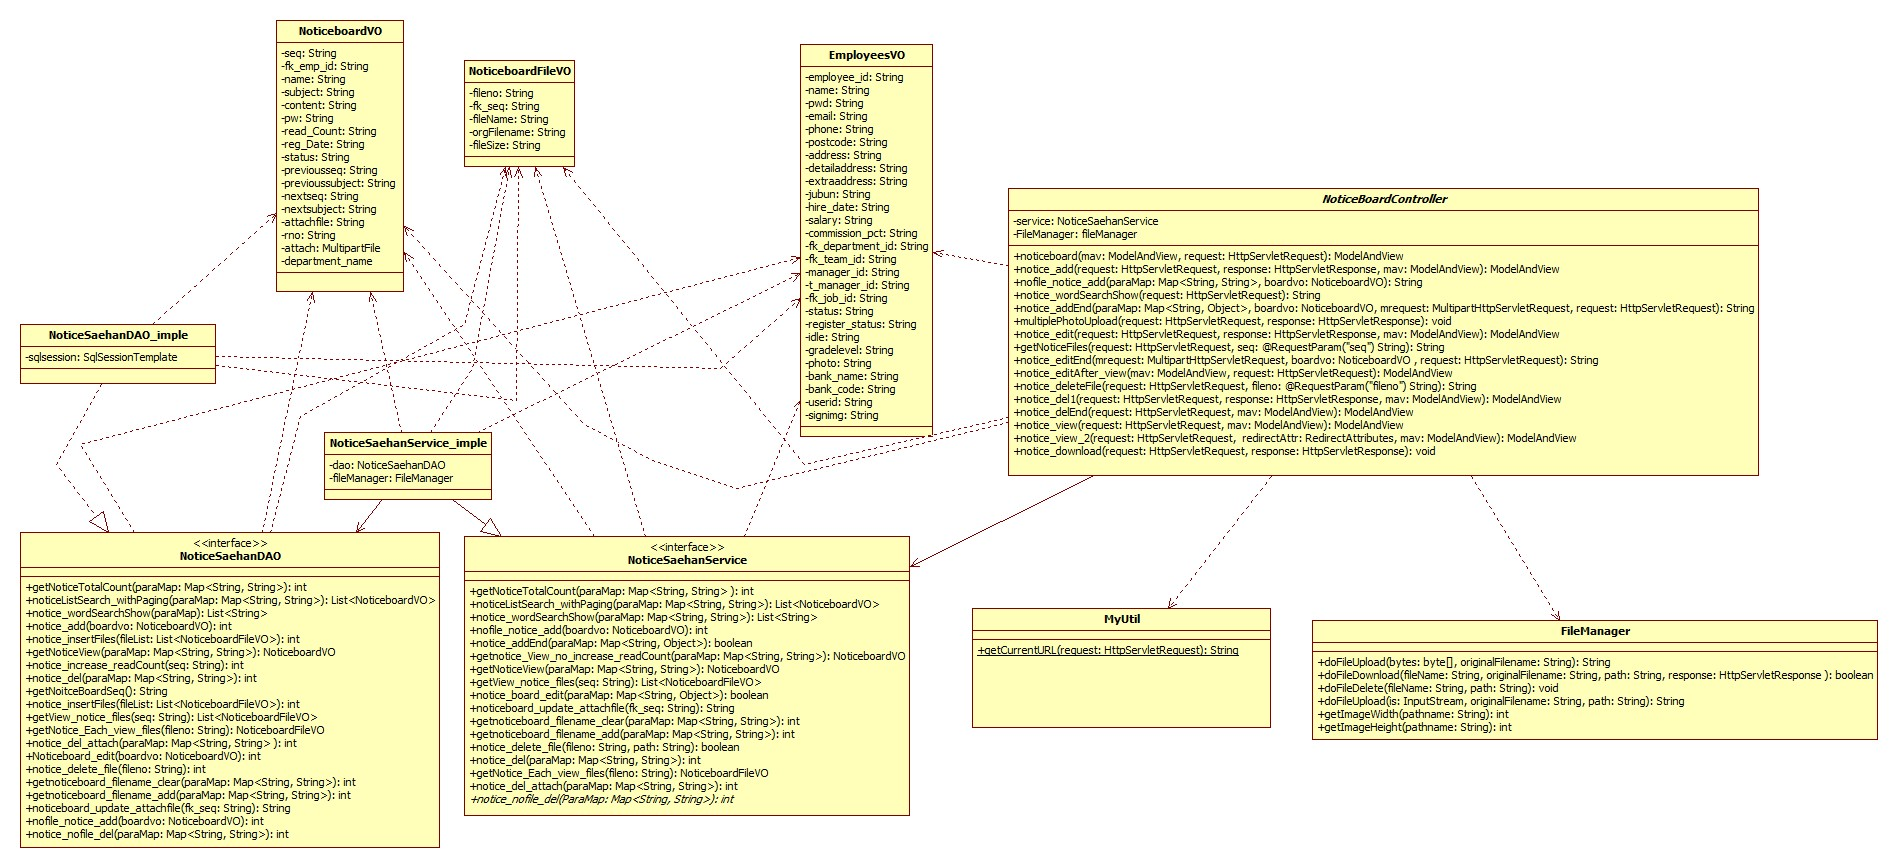 NoticeboardVO
-seq: String
-fk_emp_id: String
-name: String
-subject: String
-content: String
-pw: String
-read_Count: String
-reg_Date: String
-status: String
-previousseq: String
-previoussubject: String
-nextseq: String
-nextsubject: String
-attachfile: String
-rno: String
-attach: MultipartFile
-department_name
NoticeboardFileVO
-fileno: String
-fk_seq: String
-fileName: String
-orgFilename: String
-fileSize: String
EmployeesVO
-employee_id: String
-name: String
-pwd: String
-email: String
-phone: String
-postcode: String
-address: String
-detailaddress: String
-extraaddress: String
-jubun: String
-hire_date: String
-salary: String
-commission_pct: String
-fk_department_id: String
-fk_team_id: String
-manager_id: String
-t_manager_id: String
-fk_job_id: String
-status: String
-register_status: String
-idle: String
-gradelevel: String
-photo: String
-bank_name: String
-bank_code: String
-userid: String
-signimg: String
NoticeBoardController
-service: NoticeSaehanService
-FileManager: fileManager
+noticeboard(mav: ModelAndView, request: HttpServletRequest): ModelAndView
+notice_add(request: HttpServletRequest, response: HttpServletResponse, mav: ModelAndView): ModelAndView
+nofile_notice_add(paraMap: Map<String, String>, boardvo: NoticeboardVO): String
+notice_wordSearchShow(request: HttpServletRequest): String
+notice_addEnd(paraMap: Map<String, Object>, boardvo: NoticeboardVO, mrequest: MultipartHttpServletRequest, request: HttpServletRequest): String
+multiplePhotoUpload(request: HttpServletRequest, response: HttpServletResponse): void
+notice_edit(request: HttpServletRequest, response: HttpServletResponse, mav: ModelAndView): ModelAndView
+getNoticeFiles(request: HttpServletRequest, seq: @RequestParam("seq") String): String
+notice_editEnd(mrequest: MultipartHttpServletRequest, boardvo: NoticeboardVO , request: HttpServletRequest): String
+notice_editAfter_view(mav: ModelAndView, request: HttpServletRequest): ModelAndView
+notice_deleteFile(request: HttpServletRequest, fileno: @RequestParam("fileno") String): String
+notice_del1(request: HttpServletRequest, response: HttpServletResponse, mav: ModelAndView): ModelAndView
+notice_delEnd(request: HttpServletRequest, mav: ModelAndView): ModelAndView
+notice_view(request: HttpServletRequest, mav: ModelAndView): ModelAndView
+notice_view_2(request: HttpServletRequest, redirectAttr: RedirectAttributes, mav: ModelAndView): ModelAndView
+notice_download(request: HttpServletRequest, response: HttpServletResponse): void
NoticeSaehanDAO_imple
-sqlsession: SqlSessionTemplate
NoticeSaehanService_imple
-dao: NoticeSaehanDAO
-fileManager: FileManager
<<interface>>
NoticeSaehanDAO
+getNoticeTotalCount(paraMap: Map<String, String>): int
+noticeListSearch_withPaging(paraMap: Map<String, String>): List<NoticeboardVO>
+notice_wordSearchShow(paraMap): List<String>
+notice_add(boardvo: NoticeboardVO): int
+notice_insertFiles(fileList: List<NoticeboardFileVO>): int
+getNoticeView(paraMap: Map<String, String>): NoticeboardVO
+notice_increase_readCount(seq: String): int
+notice_del(paraMap: Map<String, String>): int
+getNoitceBoardSeq(): String
+notice_insertFiles(fileList: List<NoticeboardFileVO>): int
+getView_notice_files(seq: String): List<NoticeboardFileVO>
+getNotice_Each_view_files(fileno: String): NoticeboardFileVO
+notice_del_attach(paraMap: Map<String, String> ): int
+Noticeboard_edit(boardvo: NoticeboardVO): int
+notice_delete_file(fileno: String): int
+getnoticeboard_filename_clear(paraMap: Map<String, String>): int
+getnoticeboard_filename_add(paraMap: Map<String, String>): int
+noticeboard_update_attachfile(fk_seq: String): String
+nofile_notice_add(boardvo: NoticeboardVO): int
+notice_nofile_del(paraMap: Map<String, String>): int
<<interface>>
NoticeSaehanService
+getNoticeTotalCount(paraMap: Map<String, String> ): int
+noticeListSearch_withPaging(paraMap: Map<String, String>): List<NoticeboardVO>
+notice_wordSearchShow(paraMap: Map<String, String>): List<String>
+nofile_notice_add(boardvo: NoticeboardVO): int
+notice_addEnd(paraMap: Map<String, Object>): boolean
+getnotice_View_no_increase_readCount(paraMap: Map<String, String>): NoticeboardVO
+getNoticeView(paraMap: Map<String, String>): NoticeboardVO
+getView_notice_files(seq: String): List<NoticeboardFileVO>
+notice_board_edit(paraMap: Map<String, Object>): boolean
+noticeboard_update_attachfile(fk_seq: String): String
+getnoticeboard_filename_clear(paraMap: Map<String, String>): int
+getnoticeboard_filename_add(paraMap: Map<String, String>): int
+notice_delete_file(fileno: String, path: String): boolean
+notice_del(paraMap: Map<String, String>): int
+getNotice_Each_view_files(fileno: String): NoticeboardFileVO
+notice_del_attach(paraMap: Map<String, String>): int
+notice_nofile_del(ParaMap: Map<String, String>): int
MyUtil
+getCurrentURL(request: HttpServletRequest): String
FileManager
+doFileUpload(bytes: byte[], originalFilename: String): String
+doFileDownload(fileName: String, originalFilename: String, path: String, response: HttpServletResponse ): boolean
+doFileDelete(fileName: String, path: String): void
+doFileUpload(is: InputStream, originalFilename: String, path: String): String
+getImageWidth(pathname: String): int
+getImageHeight(pathname: String): int